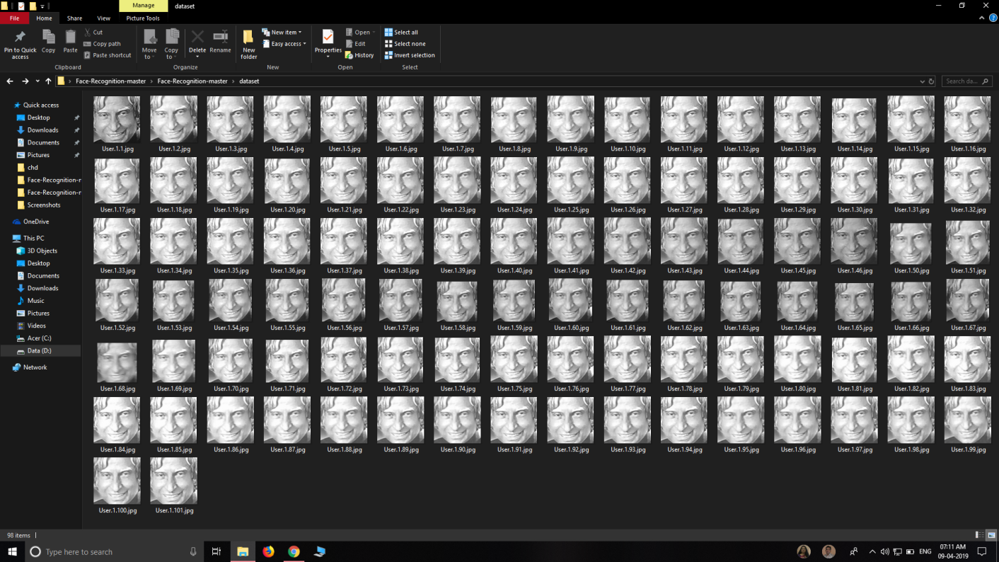 Manage
dataset
File
Home
Share
View
Picture Tools
Pin to Quick access
Copy
Paste
Cut
Copy path
Paste shortcut
Move to
Copy to
Delete
Rename
New folder
New item
Easy access
Properties
Open
Edit
History
Select all
Select none
Invert selection
Clipboard
Organize
New
Open
Select
Face-Recognition-master > Face-Recognition-master > dataset
Search da...
Quick access
Desktop
Downloads
Documents
Pictures
chd
Face-Recognition-r
Face-Recognition-r
Screenshots
OneDrive
This PC
3D Objects
Desktop
Documents
Downloads
Music
Pictures
Videos
Acer (C:)
Data (D:)
Network
User.1.1.jpg User.1.2.jpg User.1.3.jpg User.1.4.jpg User.1.5.jpg User.1.6.jpg User.1.7.jpg User.1.8.jpg User.1.9.jpg User.1.10.jpg User.1.11.jpg User.1.12.jpg User.1.13.jpg User.1.14.jpg User.1.15.jpg User.1.16.jpg
User.1.17.jpg User.1.18.jpg User.1.19.jpg User.1.20.jpg User.1.21.jpg User.1.22.jpg User.1.23.jpg User.1.24.jpg User.1.25.jpg User.1.26.jpg User.1.27.jpg User.1.28.jpg User.1.29.jpg User.1.30.jpg User.1.31.jpg User.1.32.jpg
User.1.33.jpg User.1.34.jpg User.1.35.jpg User.1.36.jpg User.1.37.jpg User.1.38.jpg User.1.39.jpg User.1.40.jpg User.1.41.jpg User.1.42.jpg User.1.43.jpg User.1.44.jpg User.1.45.jpg User.1.46.jpg User.1.50.jpg User.1.51.jpg
User.1.52.jpg User.1.53.jpg User.1.54.jpg User.1.55.jpg User.1.56.jpg User.1.57.jpg User.1.58.jpg User.1.59.jpg User.1.60.jpg User.1.61.jpg User.1.62.jpg User.1.63.jpg User.1.64.jpg User.1.65.jpg User.1.66.jpg User.1.67.jpg
User.1.68.jpg User.1.69.jpg User.1.70.jpg User.1.71.jpg User.1.72.jpg User.1.73.jpg User.1.74.jpg User.1.75.jpg User.1.76.jpg User.1.77.jpg User.1.78.jpg User.1.79.jpg User.1.80.jpg User.1.81.jpg User.1.82.jpg User.1.83.jpg
User.1.84.jpg User.1.85.jpg User.1.86.jpg User.1.87.jpg User.1.88.jpg User.1.89.jpg User.1.90.jpg User.1.91.jpg User.1.92.jpg User.1.93.jpg User.1.94.jpg User.1.95.jpg User.1.96.jpg User.1.97.jpg User.1.98.jpg User.1.99.jpg
User.1.100.jpg User.1.101.jpg
98 items
Type here to search
ENG
07:11 AM
09-04-2019